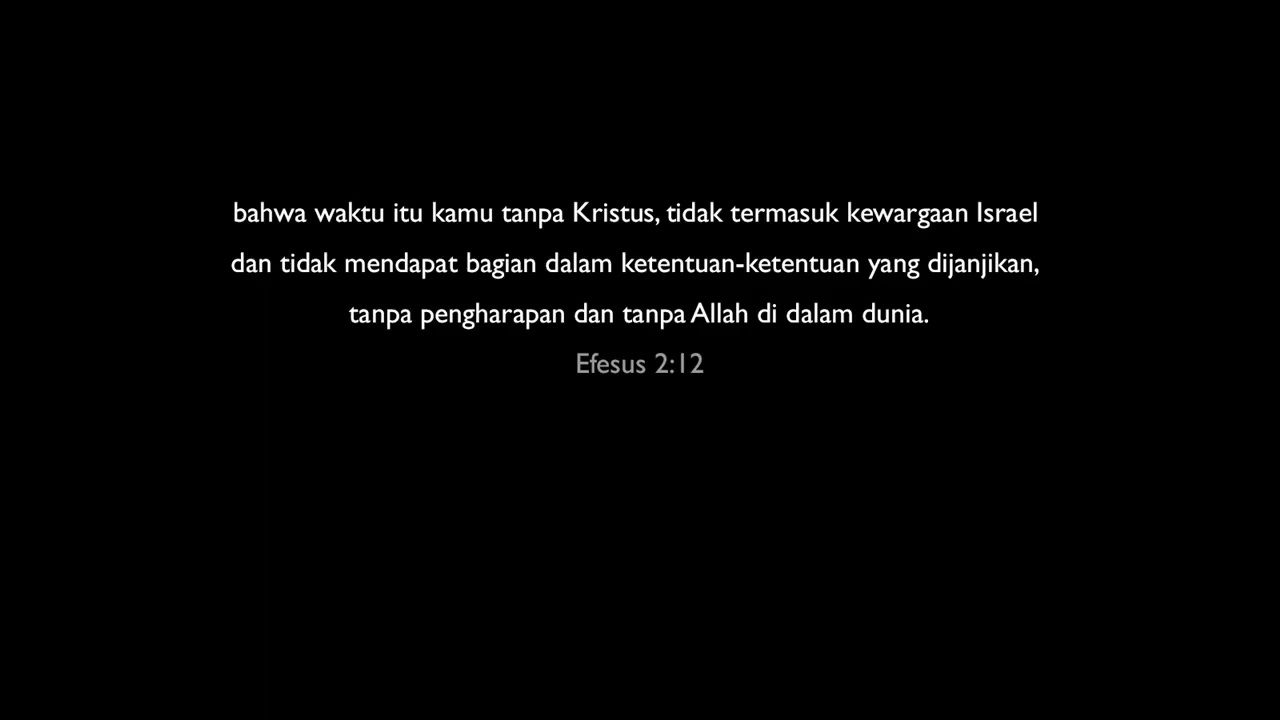 bahwa waktu itu kamu tanpa Kristus, tidak termasuk kewargaan Israel
dan tidak mendapat bagian dalam ketentuan-ketentuan yang dijanjikan,
tanpa pengharapan dan tanpa Allah di dalam dunia.
Efesus 2:12